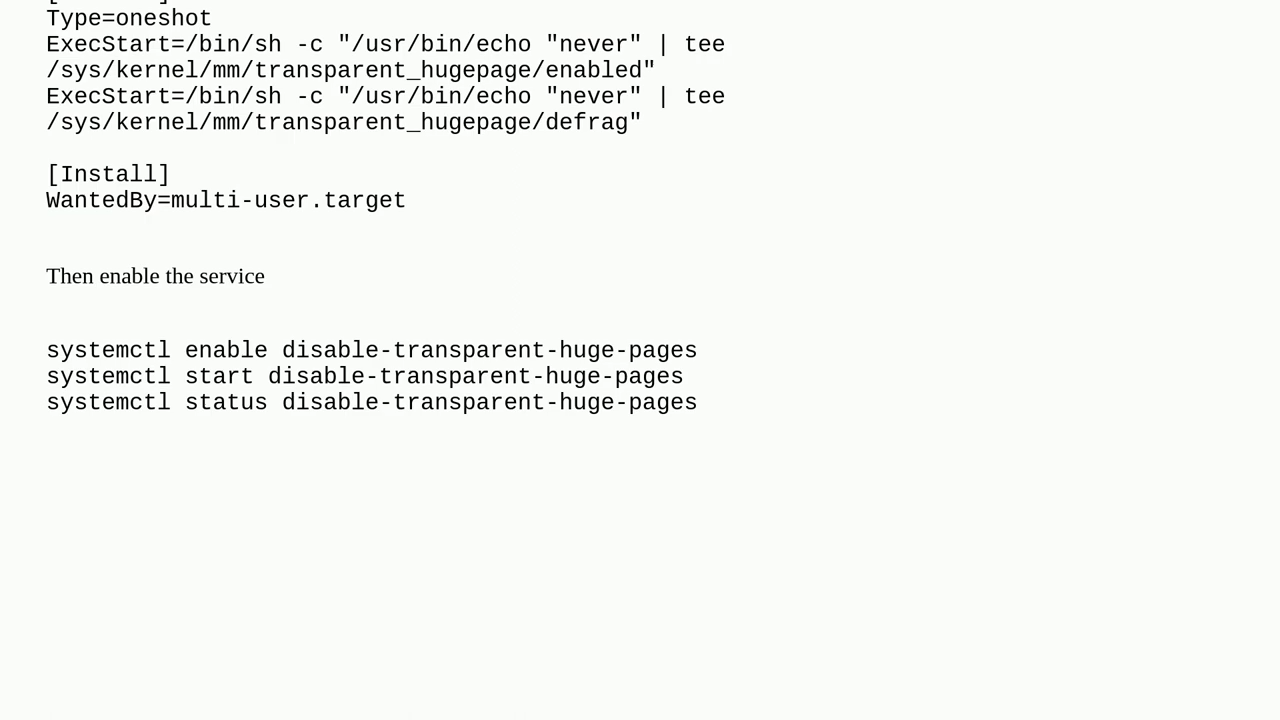 Type=oneshot
ExecStart=/bin/sh -c "/usr/bin/echo "never" | tee
/sys/kernel/mm/transparent_hugepage/enabled"
ExecStart=/bin/sh -c "/usr/bin/echo "never" | tee
/sys/kernel/mm/transparent_hugepage/defrag"
[Install]
WantedBy=multi-user.target
Then enable the service
systemctl enable disable-transparent-huge-pages
systemctl start disable-transparent-huge-pages
systemctl status disable-transparent-huge-pages